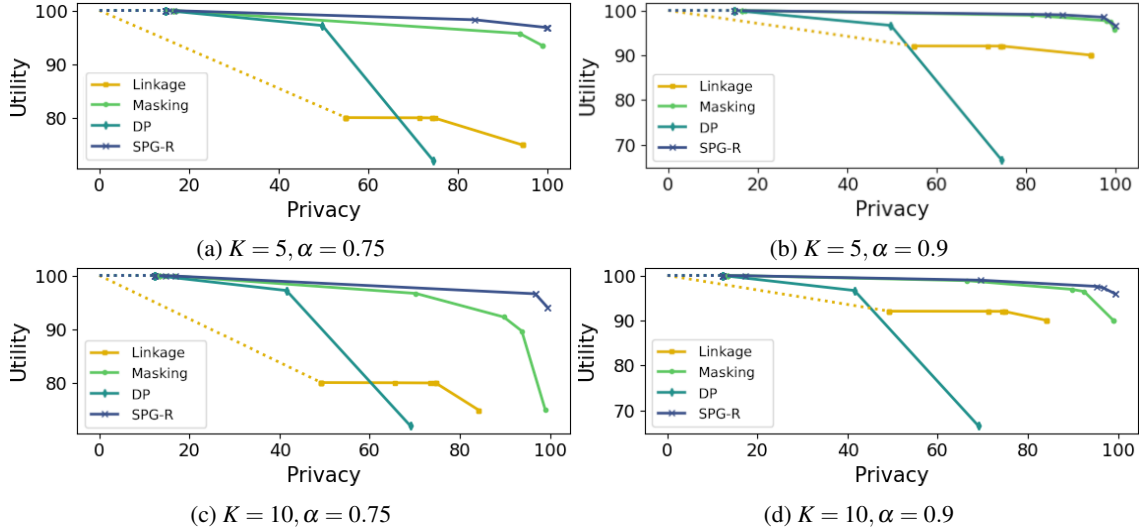 100
90
80
Utility
Linkage
Masking
DP
SPG-R
0 20 40 60 80 100
Privacy
(a) K = 5, α = 0.75
100
90
80
70
Utility
Linkage
Masking
DP
SPG-R
0 20 40 60 80 100
Privacy
(b) K = 5, α = 0.9
100
90
80
Utility
Linkage
Masking
DP
SPG-R
0 20 40 60 80 100
Privacy
(c) K = 10, α = 0.75
100
90
80
70
Utility
Linkage
Masking
DP
SPG-R
0 20 40 60 80 100
Privacy
(d) K = 10, α = 0.9